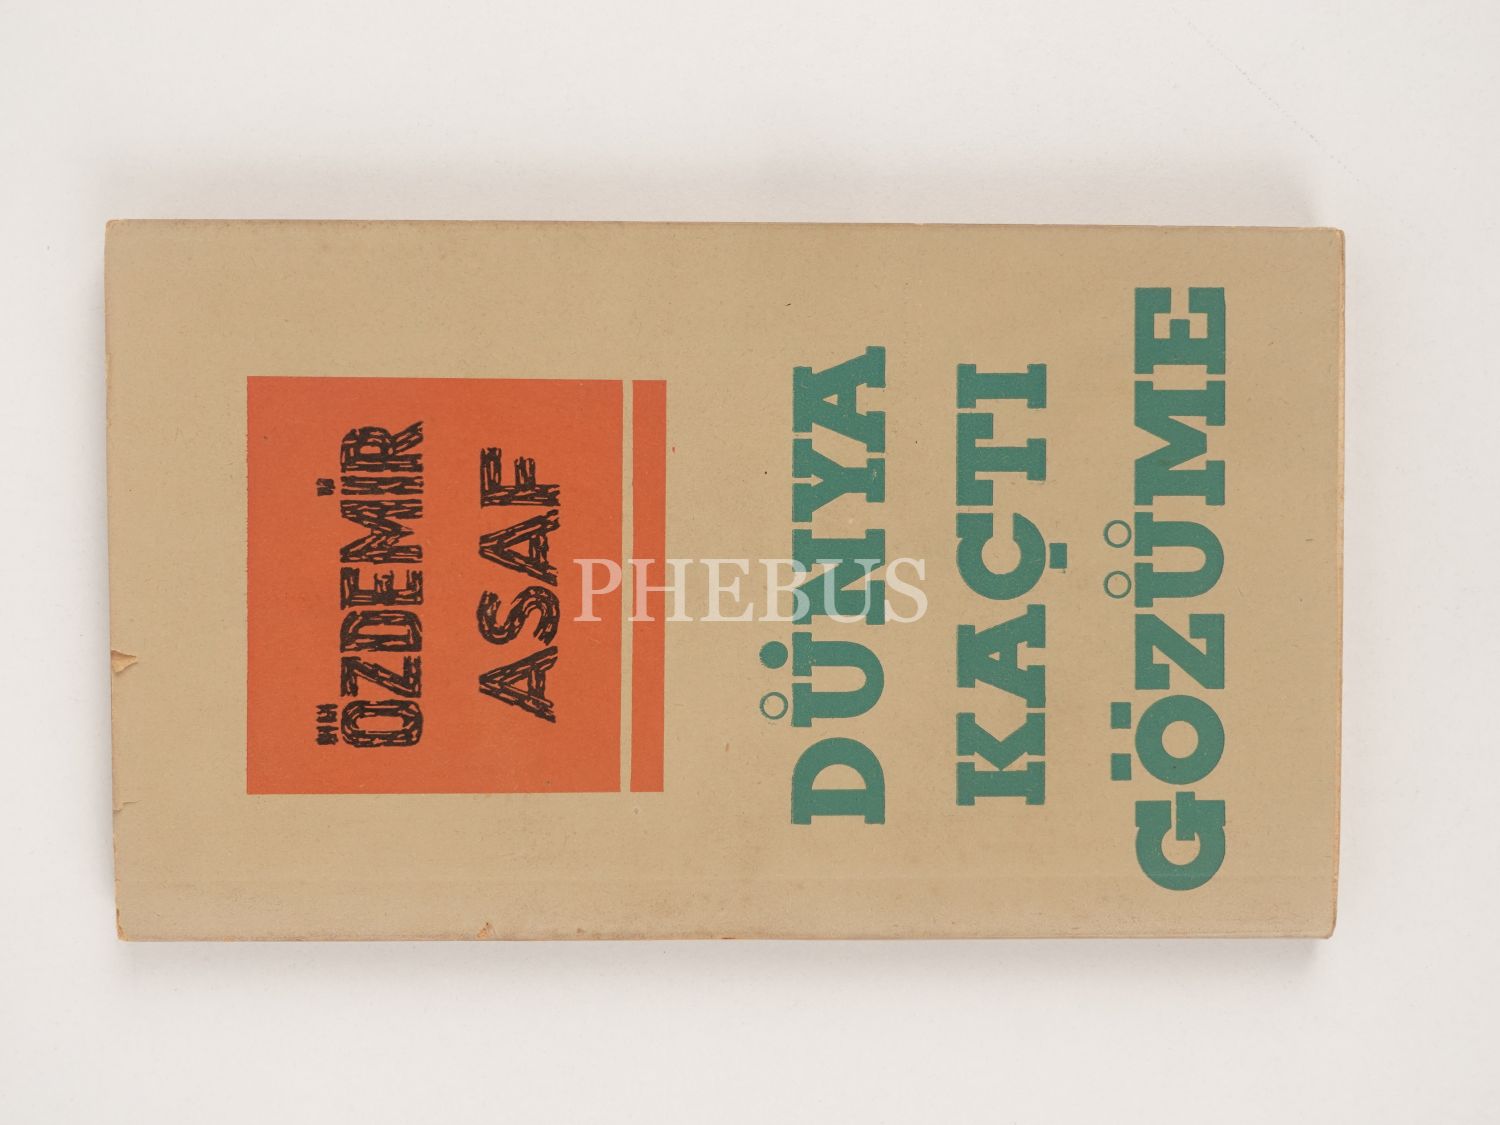 ÖZDEMİR
ASAF
DÜNYA
KAÇTI
GÖZÜME
PHEBUS